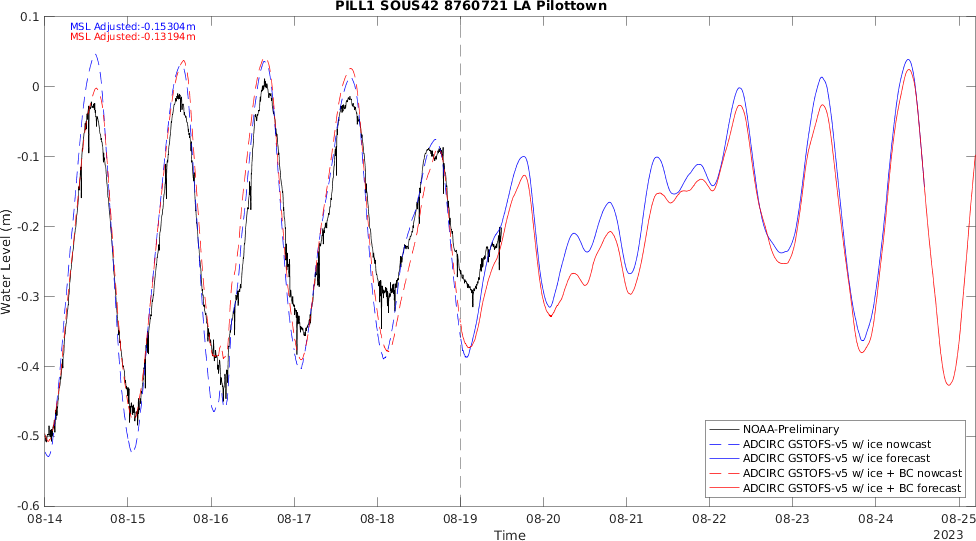 PILL1 SOUS42 8760721 LA Pilottown
MSL Adjusted:-0.15304m
MSL Adjusted:-0.13194m
Water Level (m)
0.1
0
-0.1
-0.2
-0.3
-0.4
-0.5
-0.6
NOAA-Preliminary
ADCIRC GSTOFS-v5 w/ ice nowcast
ADCIRC GSTOFS-v5 w/ ice forecast
ADCIRC GSTOFS-v5 w/ ice + BC nowcast
ADCIRC GSTOFS-v5 w/ ice + BC forecast
08-14 08-15 08-16 08-17 08-18 08-19 08-20 08-21 08-22 08-23 08-24 08-25
Time
2023